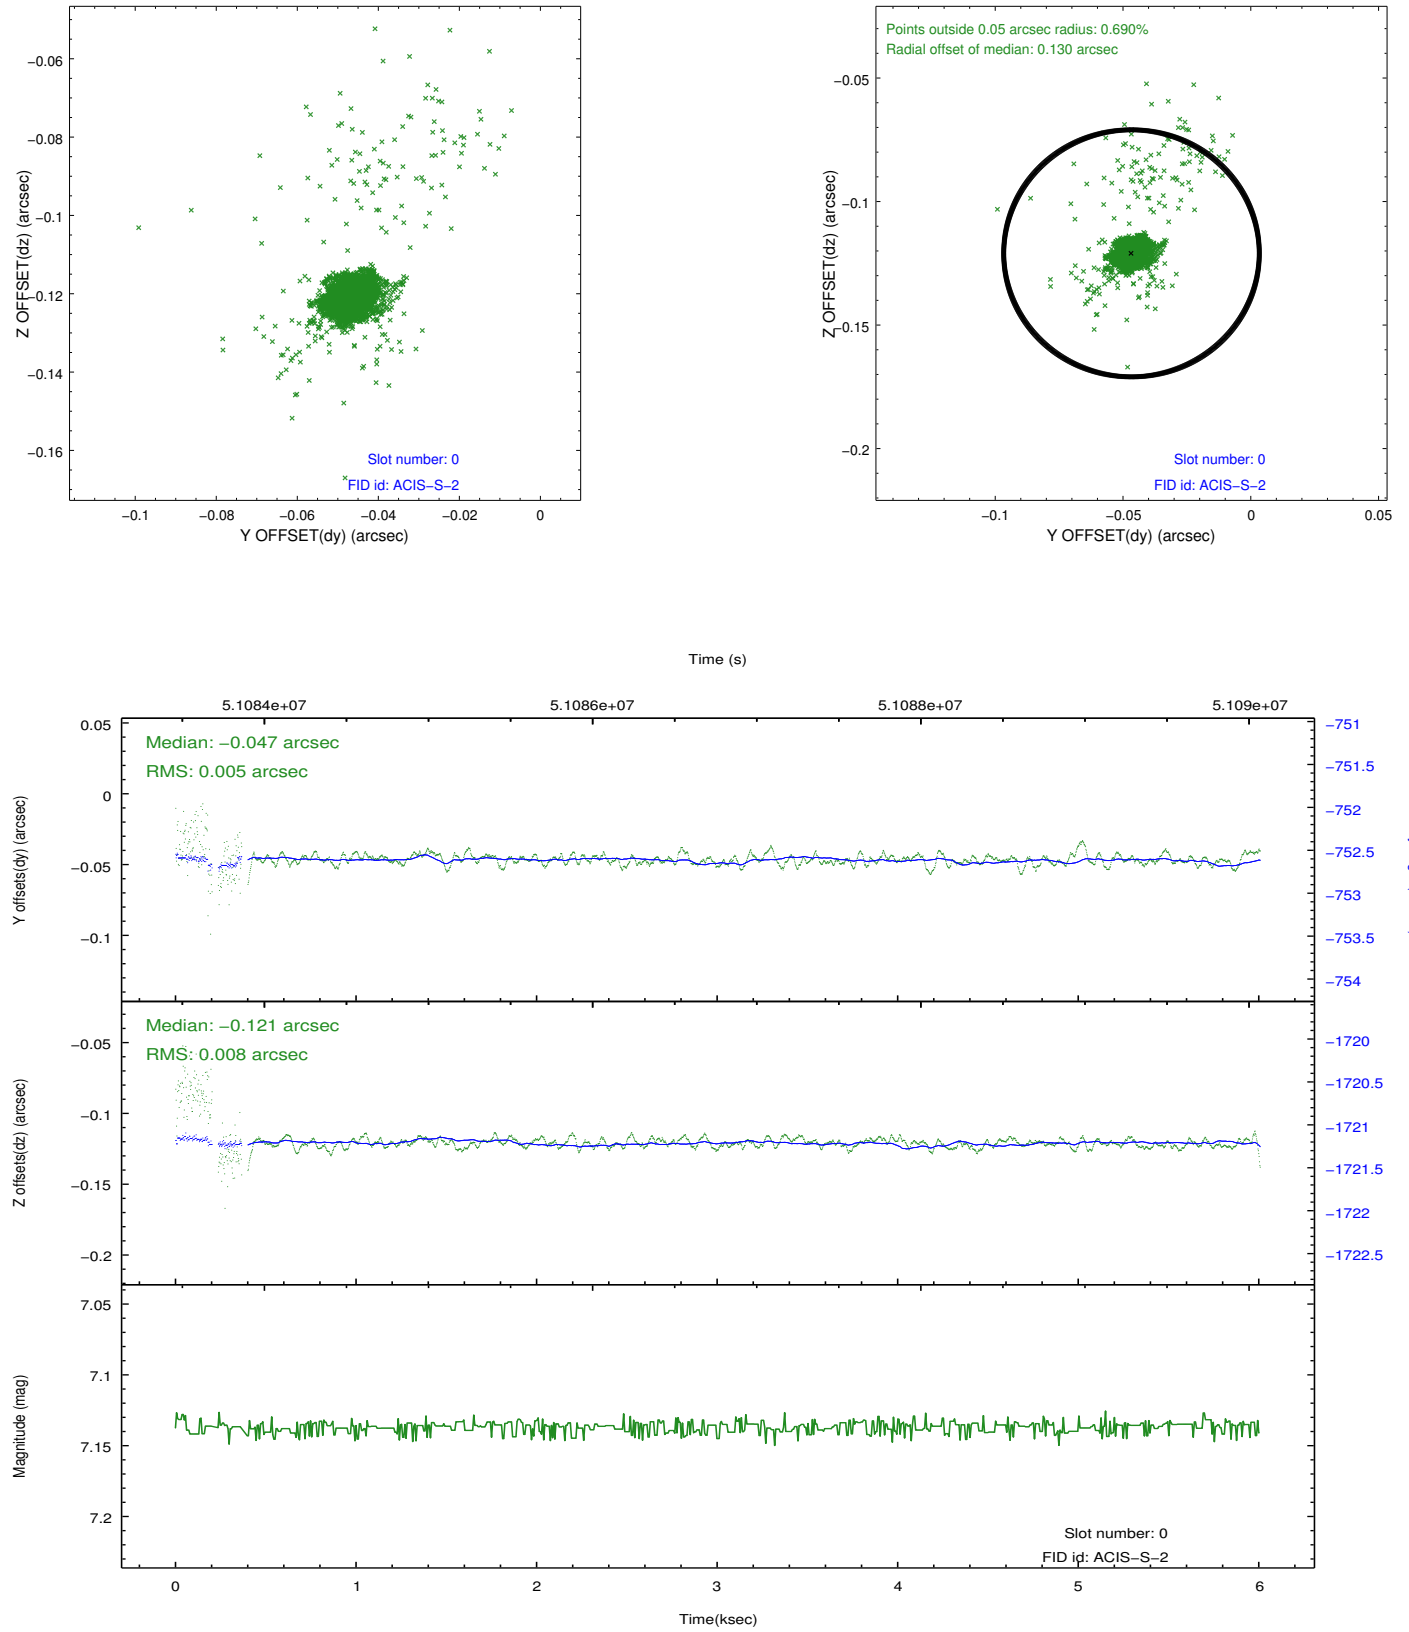 −0.06
−0.08
−0.1
−0.12
−0.14
−0.16
Z OFFSET(dz) (arcsec)
Slot number: 0
FID id: ACIS−S−2
−0.1
−0.08
−0.06
−0.04
−0.02
0
Y OFFSET(dy) (arcsec)
Points outside 0.05 arcsec radius: 0.690%
Radial offset of median: 0.130 arcsec
−0.05
−0.1
−0.15
−0.2
Z OFFSET(dz) (arcsec)
Slot number: 0
FID id: ACIS−S−2
−0.1
−0.05
0
0.05
Y OFFSET(dy) (arcsec)
Time (s)
5.1084e+07
5.1086e+07
5.1088e+07
5.109e+07
Median: −0.047 arcsec
RMS: 0.005 arcsec
0.05
0
−0.05
−0.1
Y offsets(dy) (arcsec)
−751
−751.5
−752
−752.5
−753
−753.5
−754
Median: −0.121 arcsec
RMS: 0.008 arcsec
−0.05
−0.1
−0.15
−0.2
Z offsets(dz) (arcsec)
−1720
−1720.5
−1721
−1721.5
−1722
−1722.5
7.05
7.1
7.15
7.2
Magnitude (mag)
Slot number: 0
FID id: ACIS−S−2
0
1
2
3
4
5
6
Time(ksec)